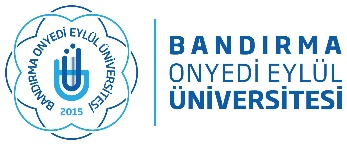 BANDIRMA ONYEDİ EYLÜL ÜNİVERSİTESİ
2015
BANDIRMA
ONYEDİ EYLÜL
ÜNİVERSİTESİ